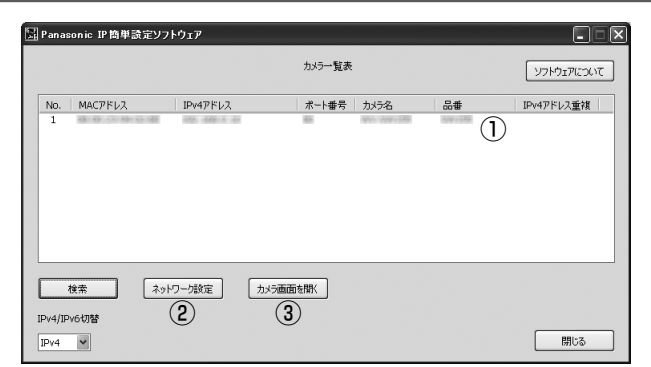 Panasonic IP簡単設定ソフトウェア
カメラ一覧表
ソフトウェアについて
No. MACアドレス IPv4アドレス ポート番号 カメラ名 品番 IPv4アドレス重複
1
①
検索 ネットワーク設定 カメラ画面を開く
② ③
IPv4/IPv6切替
IPv4 閉じる